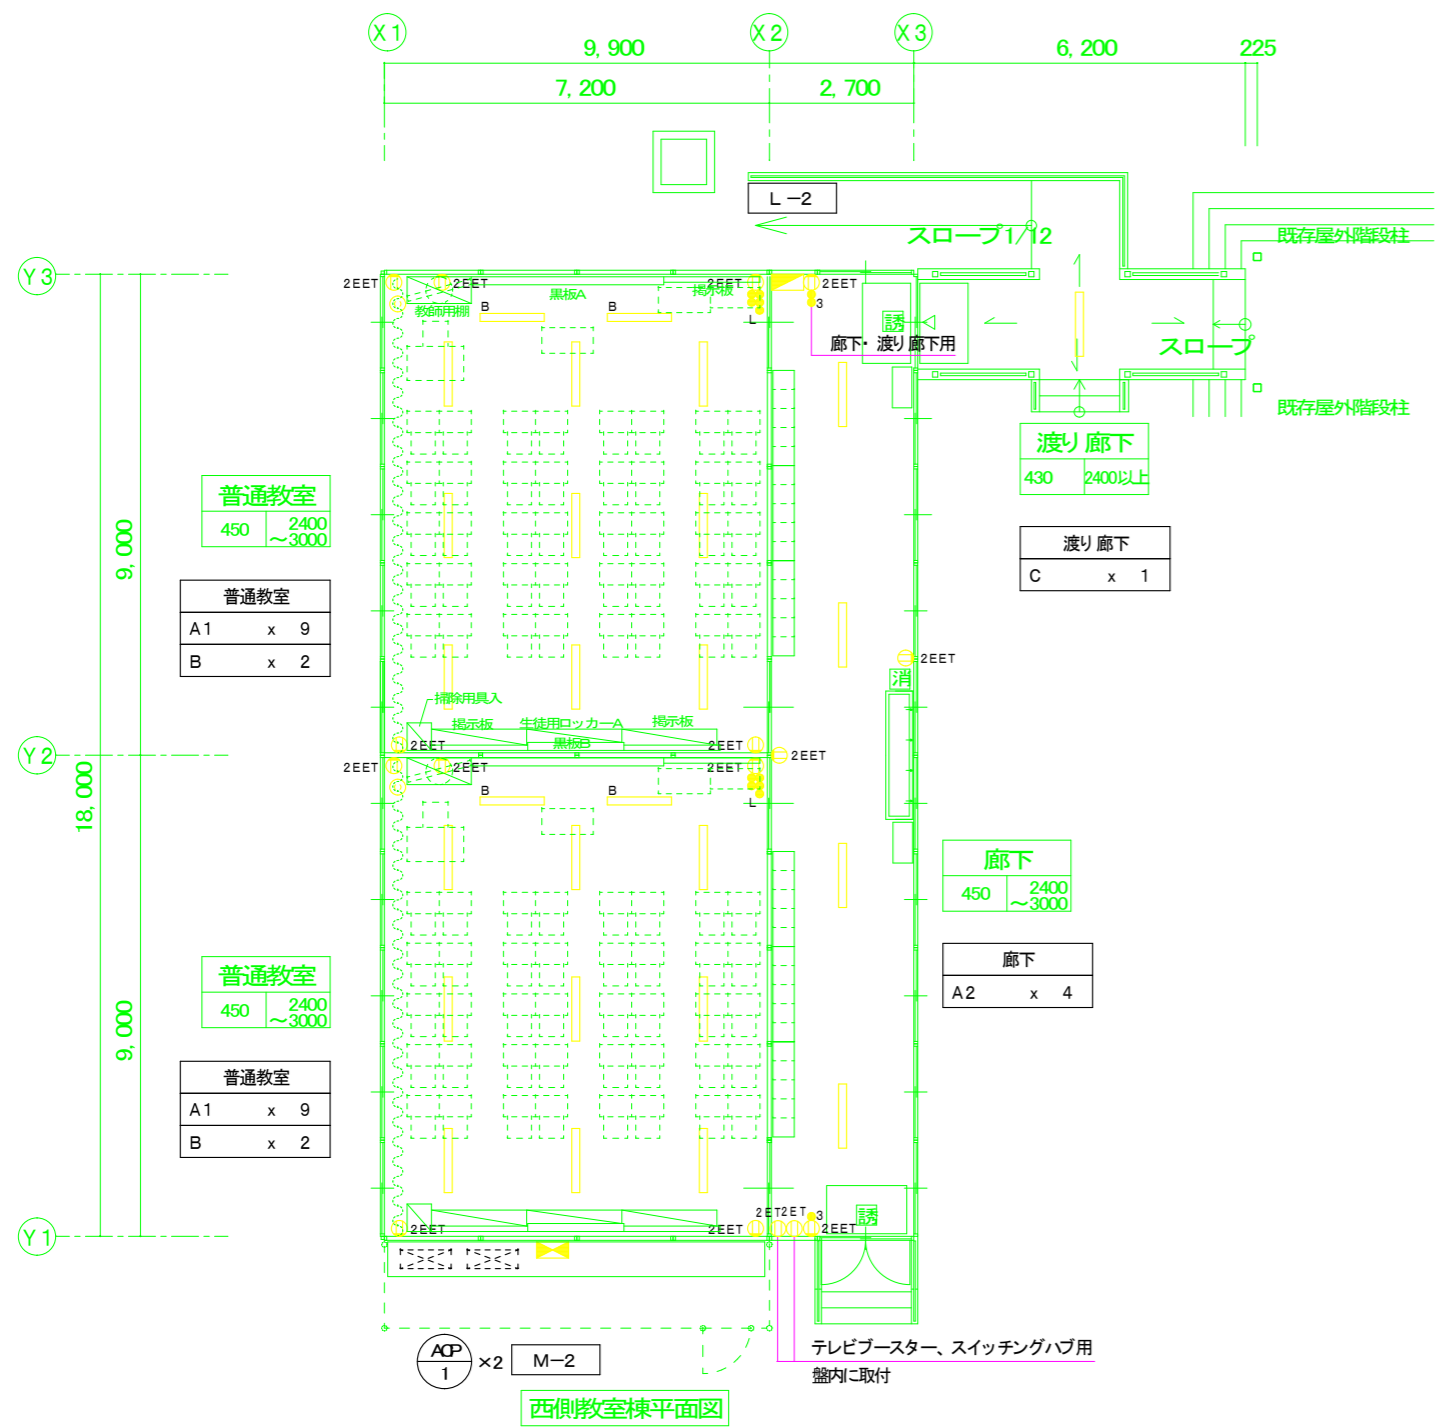 X1
X2
X3
9,900
6,200
225
7,200
2,700
L-2
スロープ1/12
既存屋外階段柱
Y3
2EET
2EET
2EET
2EET
黒板A
掲示板
教師用棚
B
B
3
L
誘
廊下・渡り廊下用
スロープ
既存屋外階段柱
渡り廊下
430 2400以上
普通教室
450 2400
~3000
9,000
渡り廊下
C x 1
普通教室
A1 x 9
B x 2
2EET
消
掃除用具入
掲示板
生徒用ロッカーA
掲示板
黒板B
2EET
2EET
Y2
2EET
2EET
2EET
2EET
B
B
L
18,000
廊下
450 2400
~3000
廊下
A2 x 4
普通教室
450 2400
~3000
9,000
普通教室
A1 x 9
B x 2
2ET
2ET
3
誘
Y1
2EET
2EET
2EET
ACP
1
×2
M-2
テレビブースター、スイッチングハブ用
盤内に取付
西側教室棟平面図